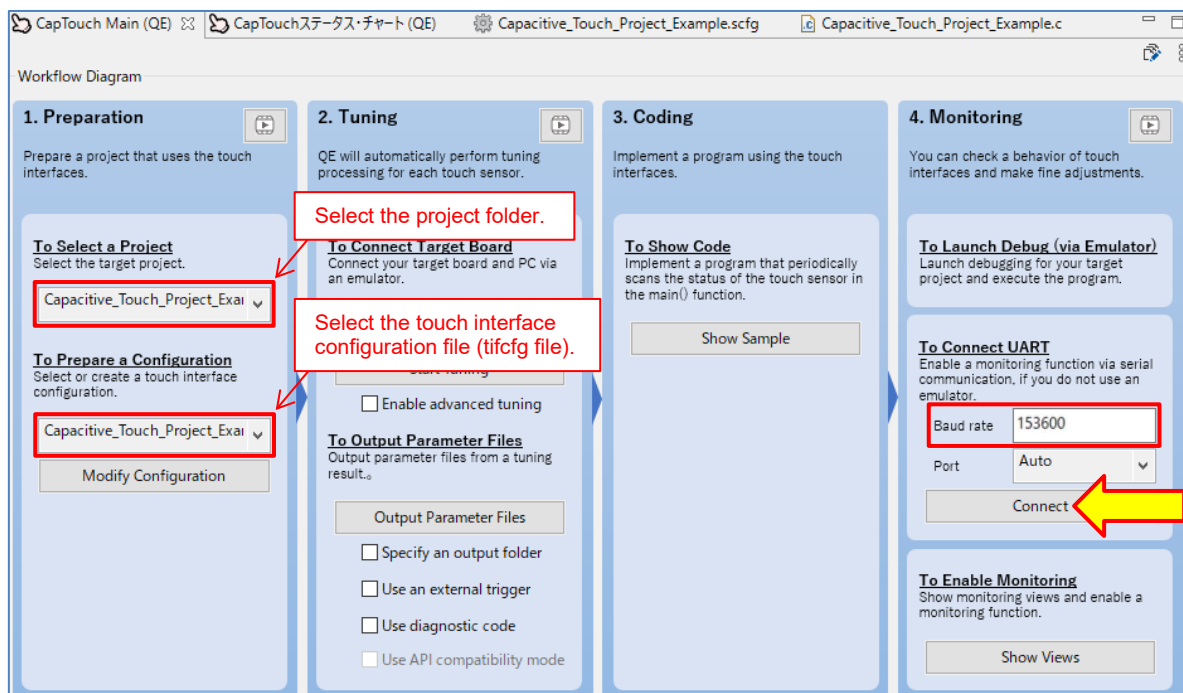 CapTouch Main (QE)
CapTouchステータス・チャート (QE)
Capacitive_Touch_Project_Example.scfg
Capacitive_Touch_Project_Example.c
Workflow Diagram
1. Preparation
Prepare a project that uses the touch
interfaces.
To Select a Project
Select the target project.
Capacitive_Touch_Project_Exa
To Prepare a Configuration
Select or create a touch interface
configuration.
Capacitive_Touch_Project_Exa
Modify Configuration
2. Tuning
QE will automatically perform tuning
processing for each touch sensor.
Select the project folder.
To Connect Target Board
Connect your target board and PC via
an emulator.
Select the touch interface
configuration file (tifcfg file).
Start Tuning
Enable advanced tuning
To Output Parameter Files
Output parameter files from a tuning
result.。
Output Parameter Files
Specify an output folder
Use an external trigger
Use diagnostic code
Use API compatibility mode
3. Coding
Implement a program using the touch
interfaces.
To Show Code
Implement a program that periodically
scans the status of the touch sensor in
the main() function.
Show Sample
4. Monitoring
You can check a behavior of touch
interfaces and make fine adjustments.
To Launch Debug (via Emulator)
Launch debugging for your target
project and execute the program.
To Connect UART
Enable a monitoring function via serial
communication, if you do not use an
emulator.
Baud rate 153600
Port Auto
Connect
To Enable Monitoring
Show monitoring views and enable a
monitoring function.
Show Views